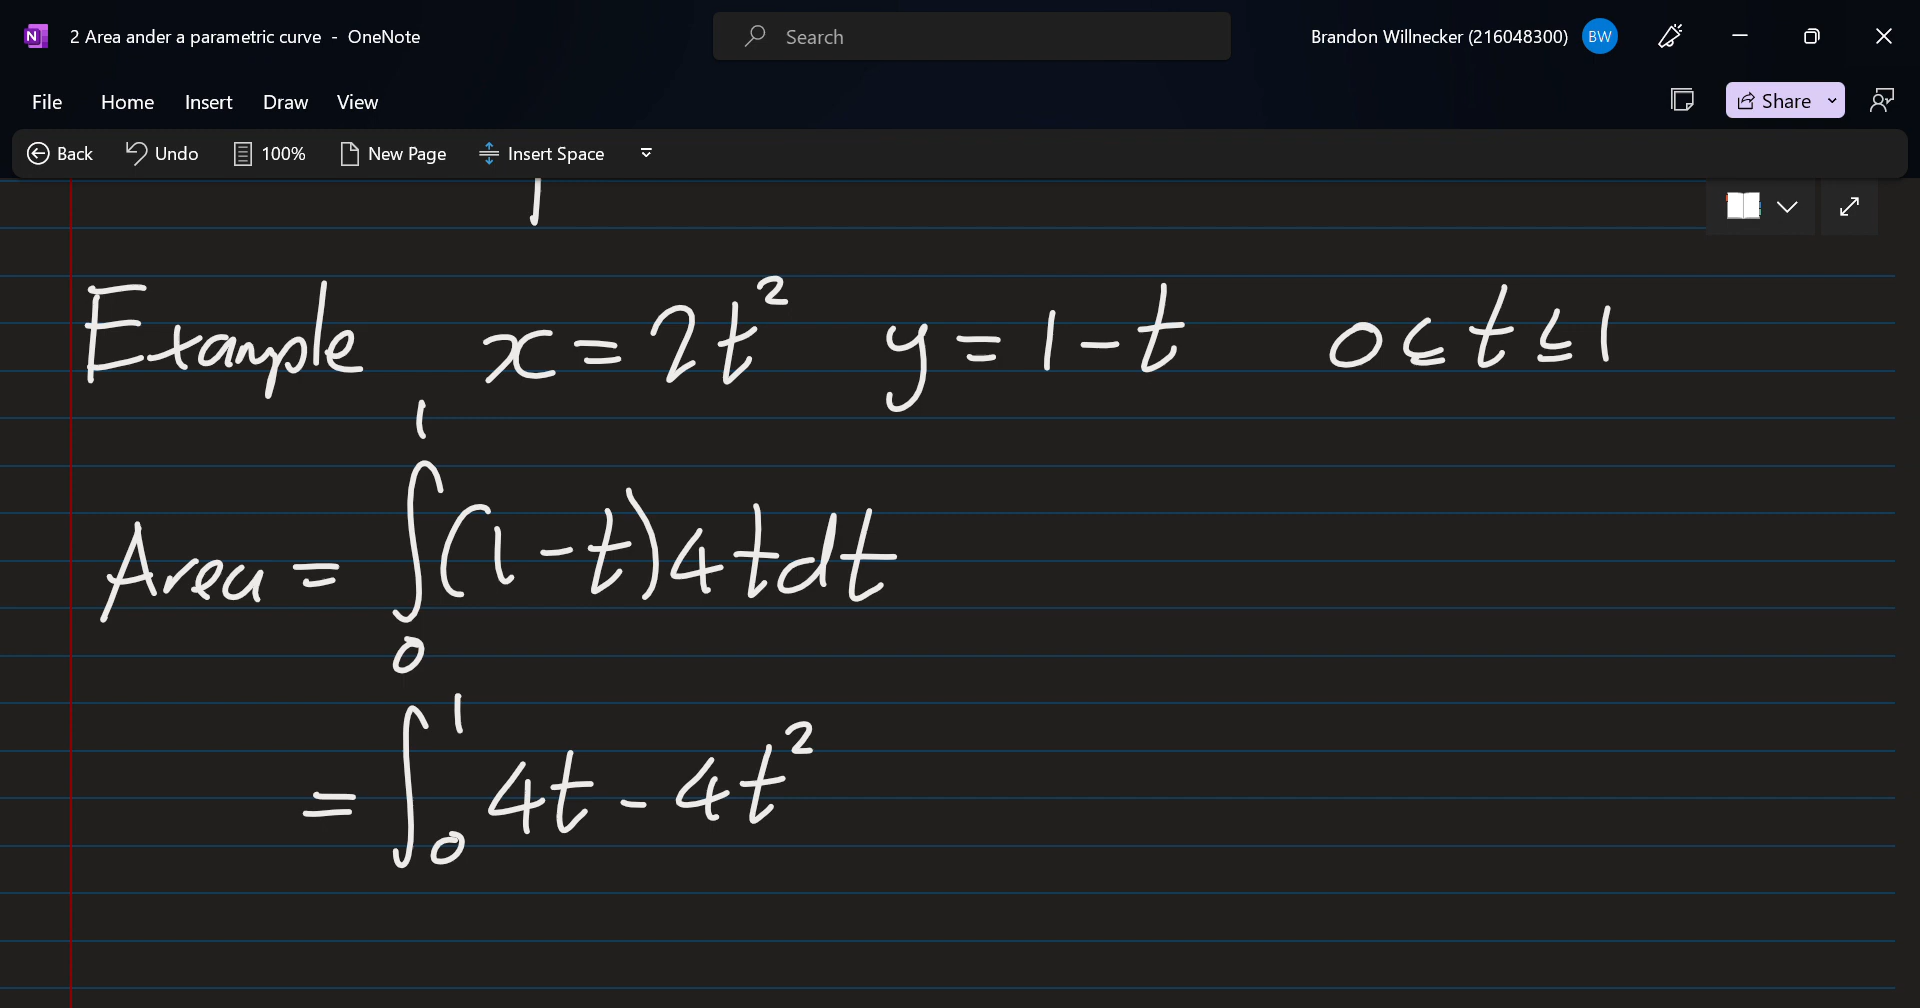 2 Area ander a parametric curve - OneNote
Search
Brandon Willnecker (216048300) BW
File Home Insert Draw View
Share
Back Undo 100% New Page Insert Space
Example x = 2t² y = 1 - t 0 ≤ t ≤ 1
Area = ∫₀¹ (1 - t) 4t dt
= ∫₀¹ 4t - 4t²